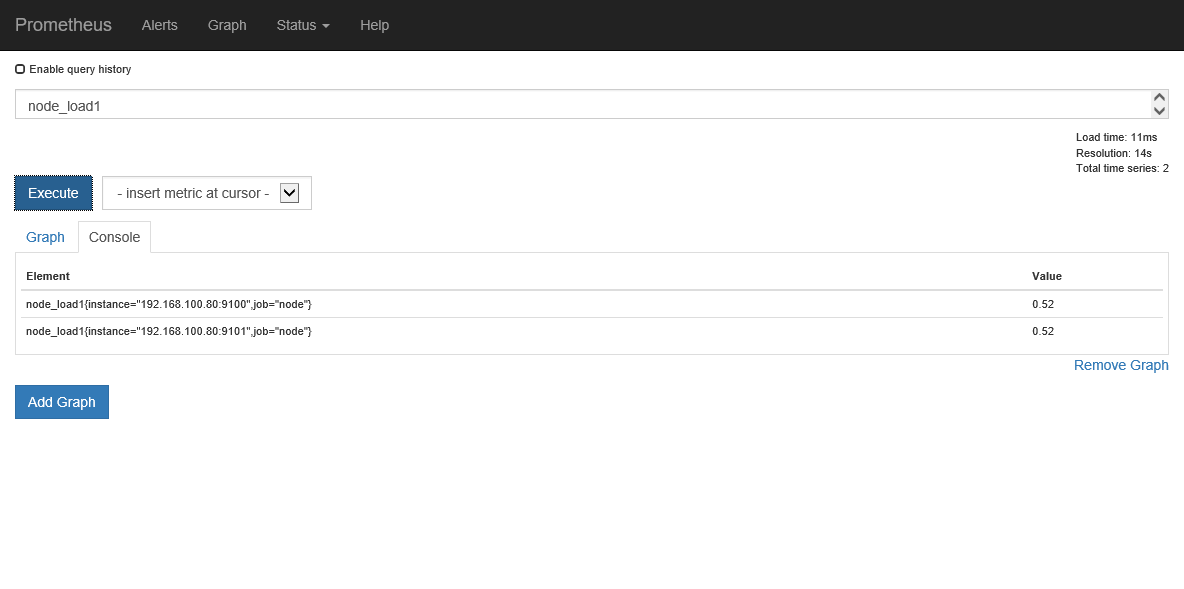 Prometheus Alerts Graph Status Help
Enable query history
node_load1
Load time: 11ms
Resolution: 14s
Total time series: 2
Execute - insert metric at cursor -
Graph Console
Element Value
node_load1{instance="192.168.100.80:9100",job="node"} 0.52
node_load1{instance="192.168.100.80:9101",job="node"} 0.52
Remove Graph
Add Graph